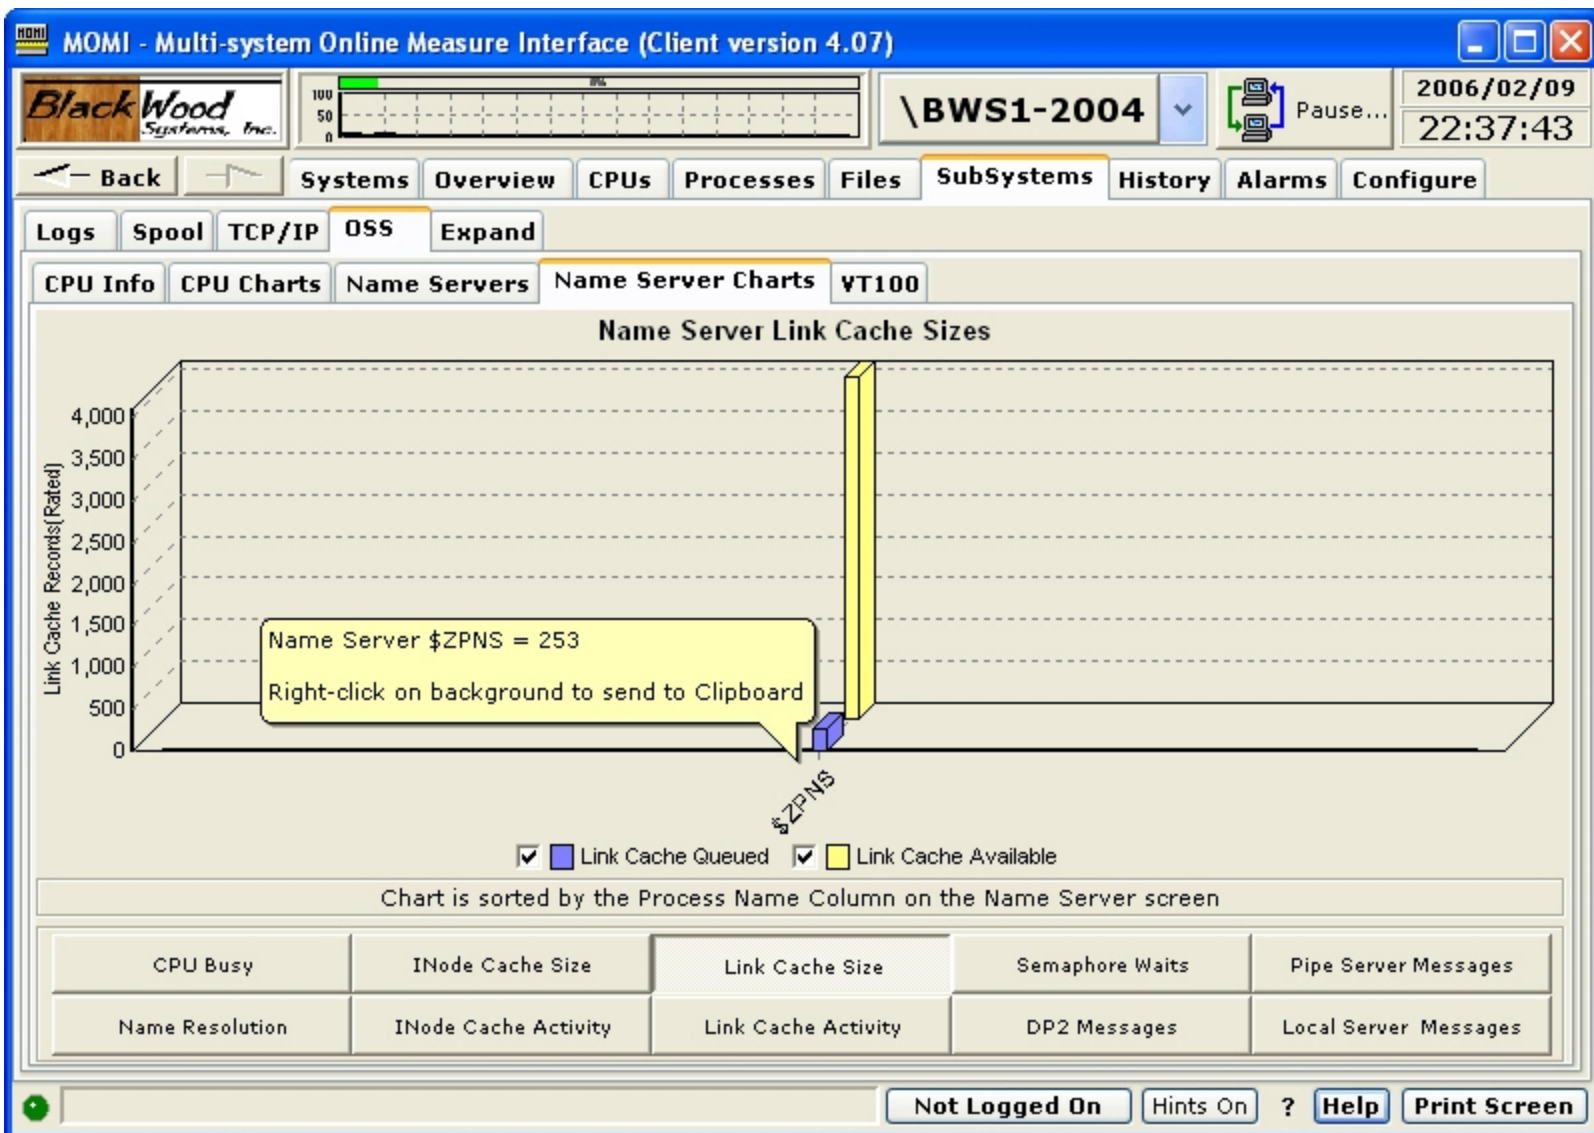 MOMI
MOMI - Multi-system Online Measure Interface (Client version 4.07)
BlackWood
Systems, Inc.
100
50
0
\BWS1-2004
Pause...
2006/02/09
22:37:43
Back
Systems Overview CPUs Processes Files SubSystems History Alarms Configure
Logs Spool TCP/IP OSS Expand
CPU Info CPU Charts Name Servers Name Server Charts VT100
Name Server Link Cache Sizes
Link Cache Records(Rated)
4,000
3,500
3,000
2,500
2,000
1,500
1,000
500
0
Name Server $ZPNS = 253
Right-click on background to send to Clipboard
$ZPNS
Link Cache Queued Link Cache Available
Chart is sorted by the Process Name Column on the Name Server screen
CPU Busy INode Cache Size Link Cache Size Semaphore Waits Pipe Server Messages
Name Resolution INode Cache Activity Link Cache Activity DP2 Messages Local Server Messages
Not Logged On Hints On ? Help Print Screen